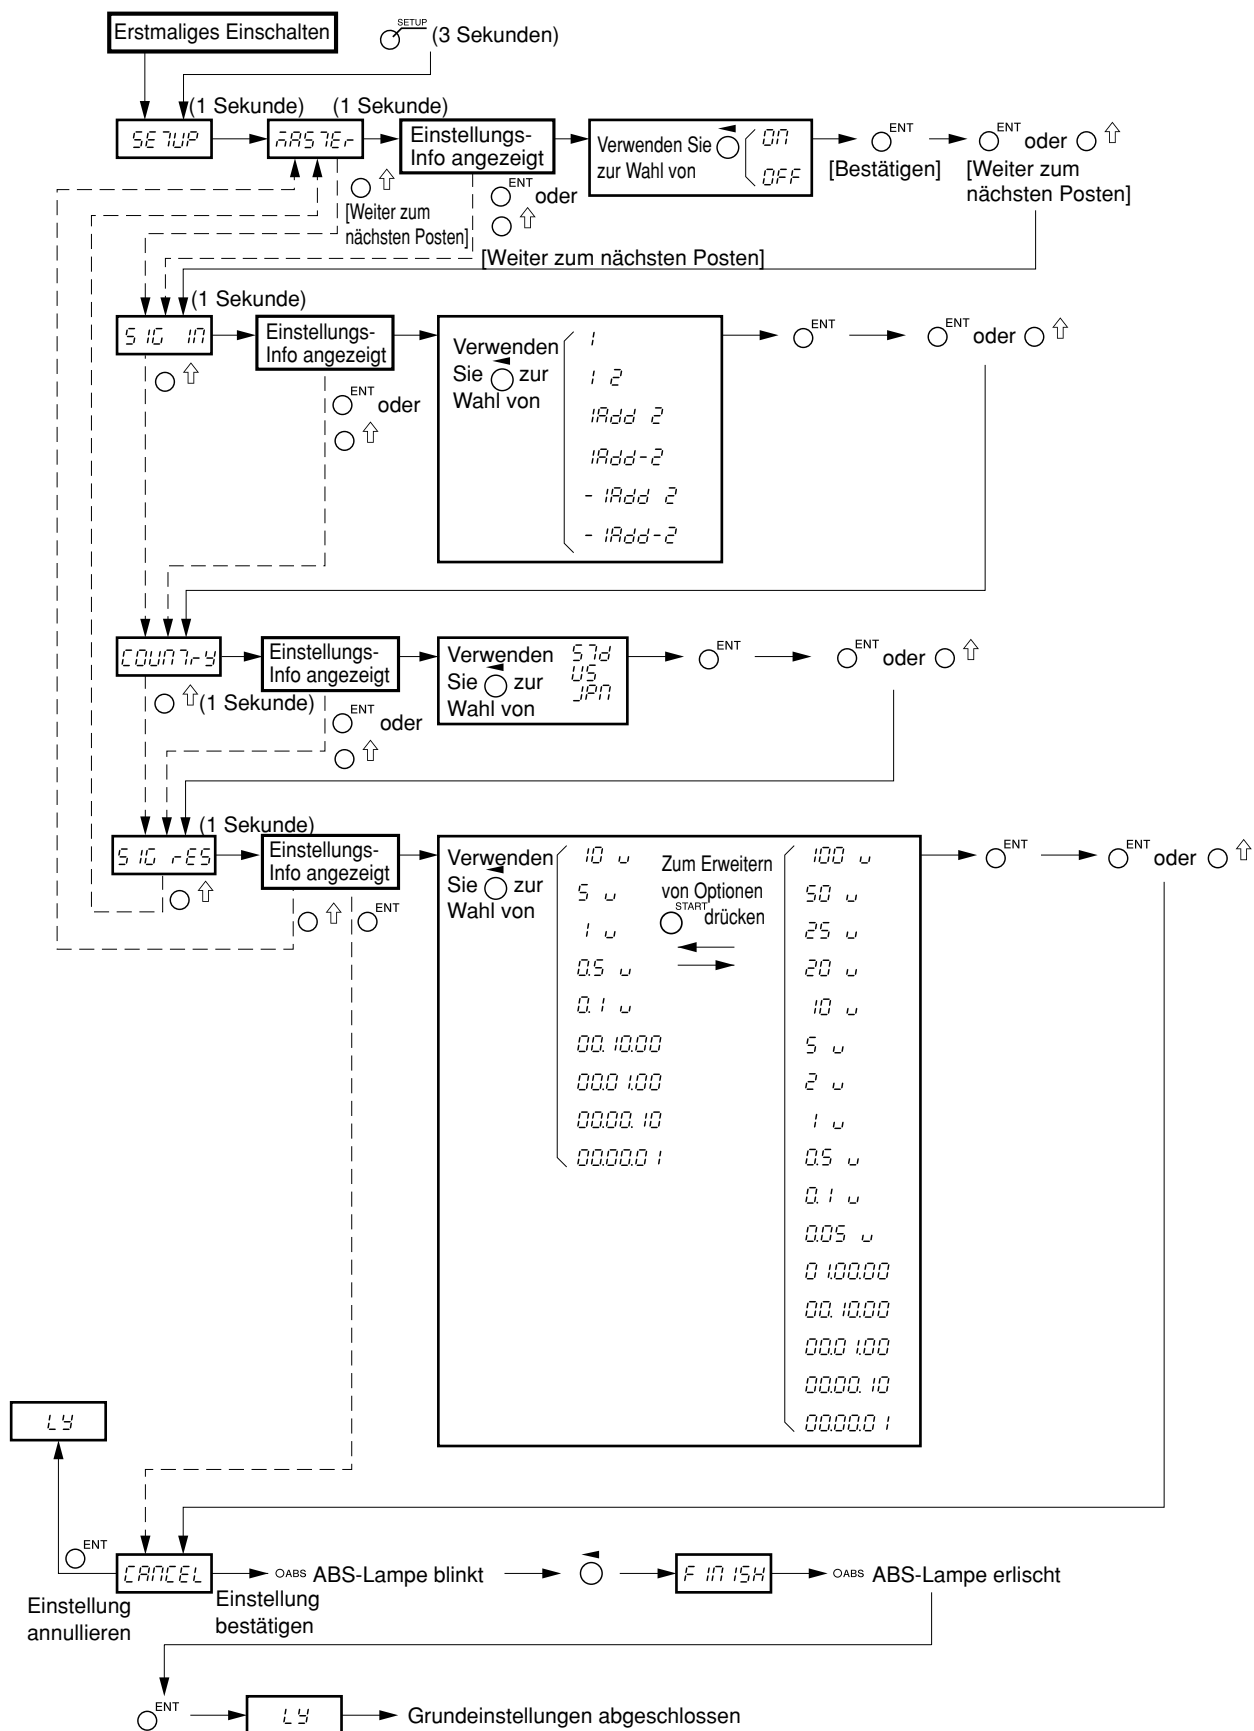 Erstmaliges Einschalten
SETUP
(3 Sekunden)
(1 Sekunde)
(1 Sekunde)
SETUP
MASTEr
Einstellungs-
Info angezeigt
Verwenden Sie
zur Wahl von
ON
OFF
ENT
[Bestätigen]
ENT
oder
[Weiter zum
nächsten Posten]
[Weiter zum
nächsten Posten]
ENT
oder
[Weiter zum nächsten Posten]
(1 Sekunde)
SIG IN
Einstellungs-
Info angezeigt
ENT
oder
Verwenden
Sie zur
Wahl von
1
1 2
1Add 2
1Add-2
-1Add 2
-1Add-2
ENT
ENT
oder
COUNTrY
(1 Sekunde)
Einstellungs-
Info angezeigt
ENT
oder
Verwenden
Sie zur
Wahl von
STd
US
JPN
ENT
ENT
oder
(1 Sekunde)
SIG rES
Einstellungs-
Info angezeigt
ENT
Verwenden
Sie zur
Wahl von
10 u
5 u
1 u
0.5 u
0.1 u
00.10.00
00.01.00
00.00.10
00.00.01
Zum Erweitern
von Optionen
START
drücken
100 u
50 u
25 u
20 u
10 u
5 u
2 u
1 u
0.5 u
0.1 u
0.05 u
01.00.00
00.10.00
00.01.00
00.00.10
00.00.01
ENT
ENT
oder
LY
ENT
CANCEL
Einstellung
annullieren
Einstellung
bestätigen
ABS
ABS-Lampe blinkt
FINISH
ABS
ABS-Lampe erlischt
ENT
LY
Grundeinstellungen abgeschlossen